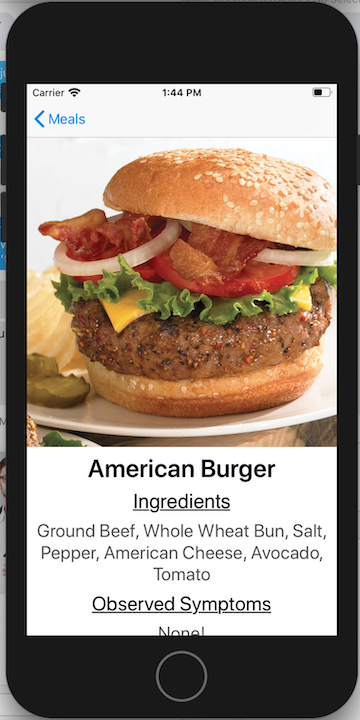 Carrier 1:44 PM
Meals
American Burger
Ingredients
Ground Beef, Whole Wheat Bun, Salt,
Pepper, American Cheese, Avocado,
Tomato
Observed Symptoms
None!